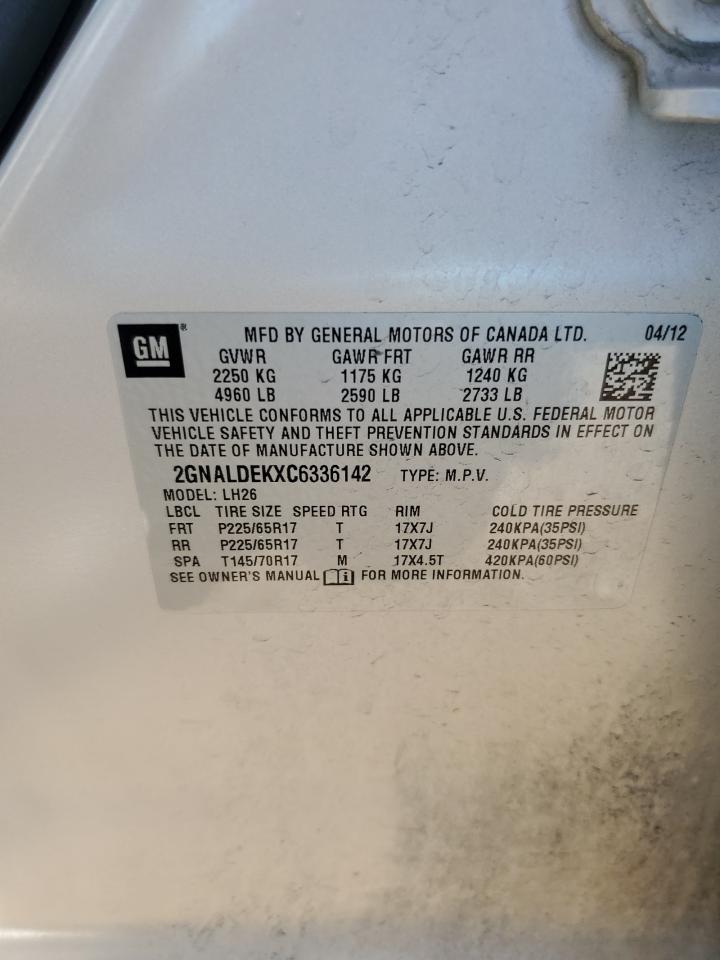 GM ® MFD BY GENERAL MOTORS OF CANADA LTD. 04/12
GVWR GAWR FRT GAWR RR
2250 KG 1175 KG 1240 KG
4960 LB 2590 LB 2733 LB
THIS VEHICLE CONFORMS TO ALL APPLICABLE U.S. FEDERAL MOTOR
VEHICLE SAFETY AND THEFT PREVENTION STANDARDS IN EFFECT ON
THE DATE OF MANUFACTURE SHOWN ABOVE.
2GNALDEKXC6336142 TYPE: M.P.V.
MODEL: LH26
LBCL TIRE SIZE SPEED RTG RIM COLD TIRE PRESSURE
FRT P225/65R17 T 17X7J 240KPA(35PSI)
RR P225/65R17 T 17X7J 240KPA(35PSI)
SPA T145/70R17 M 17X4.5T 420KPA(60PSI)
SEE OWNER'S MANUAL i FOR MORE INFORMATION.